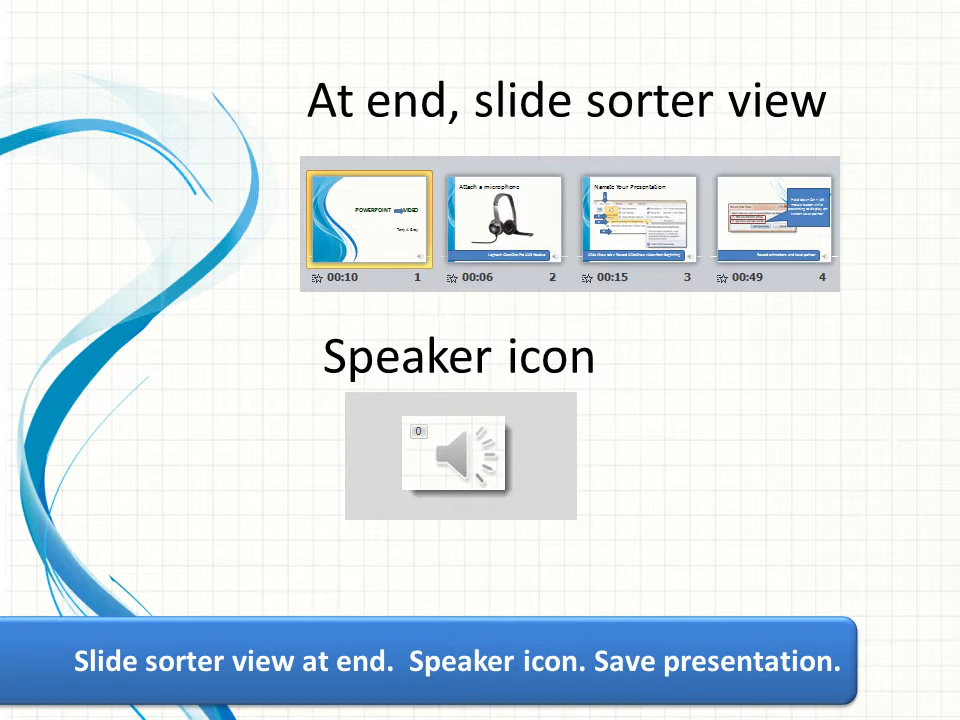 At end, slide sorter view
POWERPOINT VIDEO
Attach a microphone
Narrate Your Presentation
00:10 1
00:06 2
00:15 3
00:49 4
Speaker icon
0
Slide sorter view at end. Speaker icon. Save presentation.